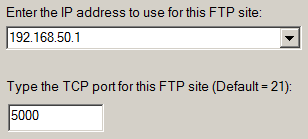 Enter the IP address to use for this FTP site:
192.168.50.1
Type the TCP port for this FTP site (Default = 21):
5000